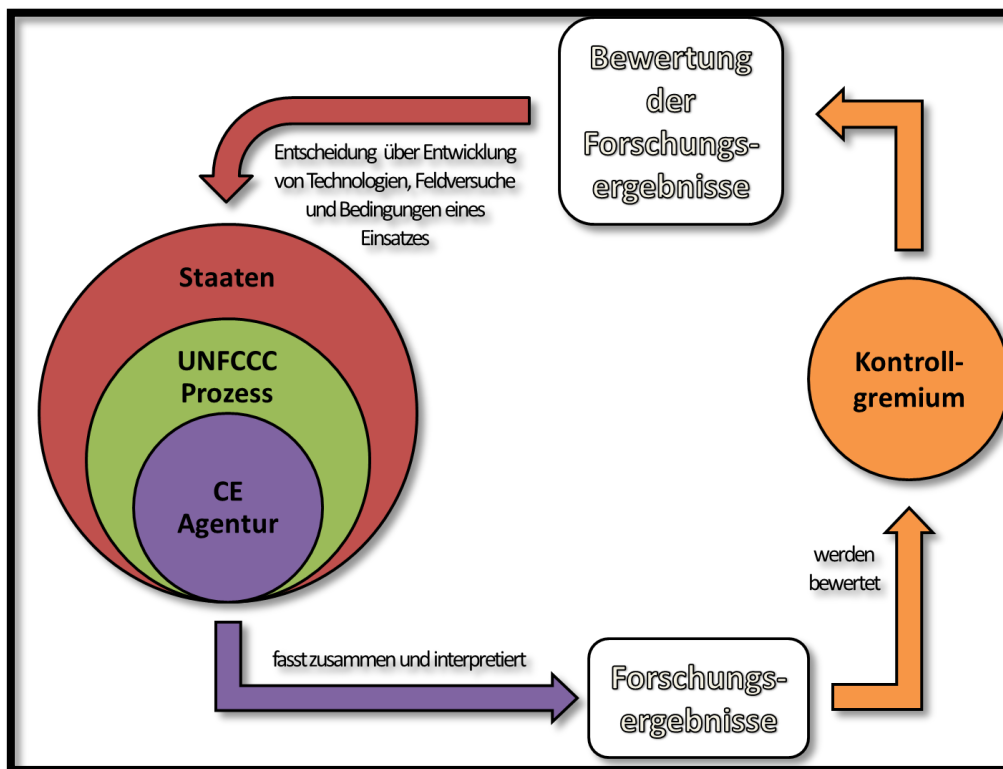 Bewertung
der
Forschungs-
ergebnisse
Entscheidung über Entwicklung
von Technologien, Feldversuche
und Bedingungen eines
Einsatzes
Staaten
UNFCCC
Prozess
CE
Agentur
Kontroll-
gremium
werden
bewertet
fasst zusammen und interpretiert
Forschungs-
ergebnisse